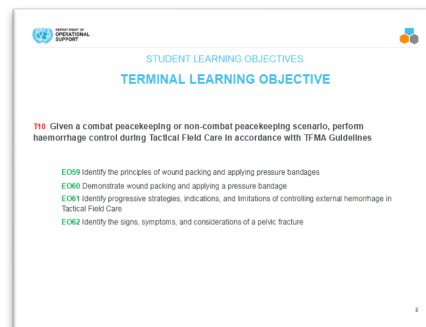 DEPARTMENT OF
OPERATIONAL
SUPPORT
STUDENT LEARNING OBJECTIVES
TERMINAL LEARNING OBJECTIVE
T10 Given a combat peacekeeping or non-combat peacekeeping scenario, perform
haemorrhage control during Tactical Field Care in accordance with TFMA Guidelines
EO59 Identify the principles of wound packing and applying pressure bandages
EO60 Demonstrate wound packing and applying a pressure bandage
EO61 Identify progressive strategies, indications, and limitations of controlling external hemorrhage in
Tactical Field Care
EO62 Identify the signs, symptoms, and considerations of a pelvic fracture
2